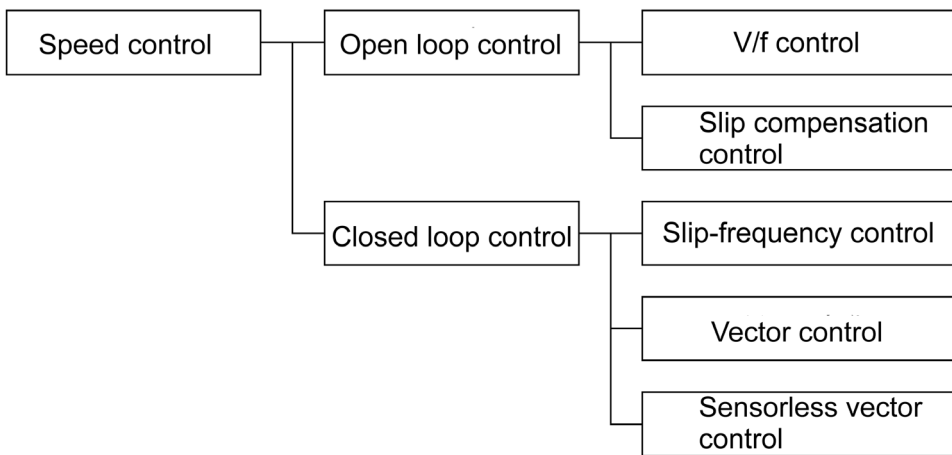 Speed control
Open loop control
V/f control
Slip compensation
control
Closed loop control
Slip-frequency control
Vector control
Sensorless vector
control